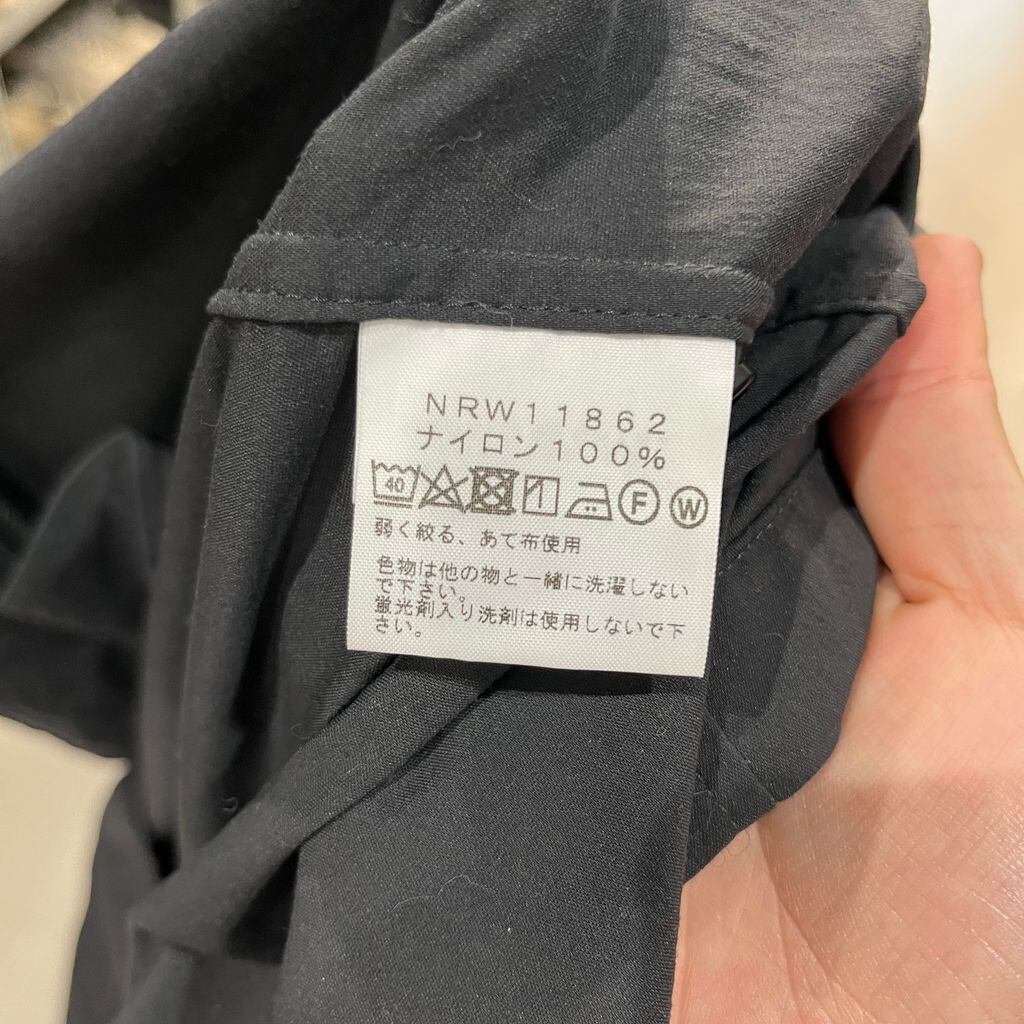 NRW11862
ナイロン100%
40 F W
弱く絞る、あて布使用
色物は他の物と一緒に洗濯しない
で下さい。
蛍光剤入り洗剤は使用しないで下
さい。